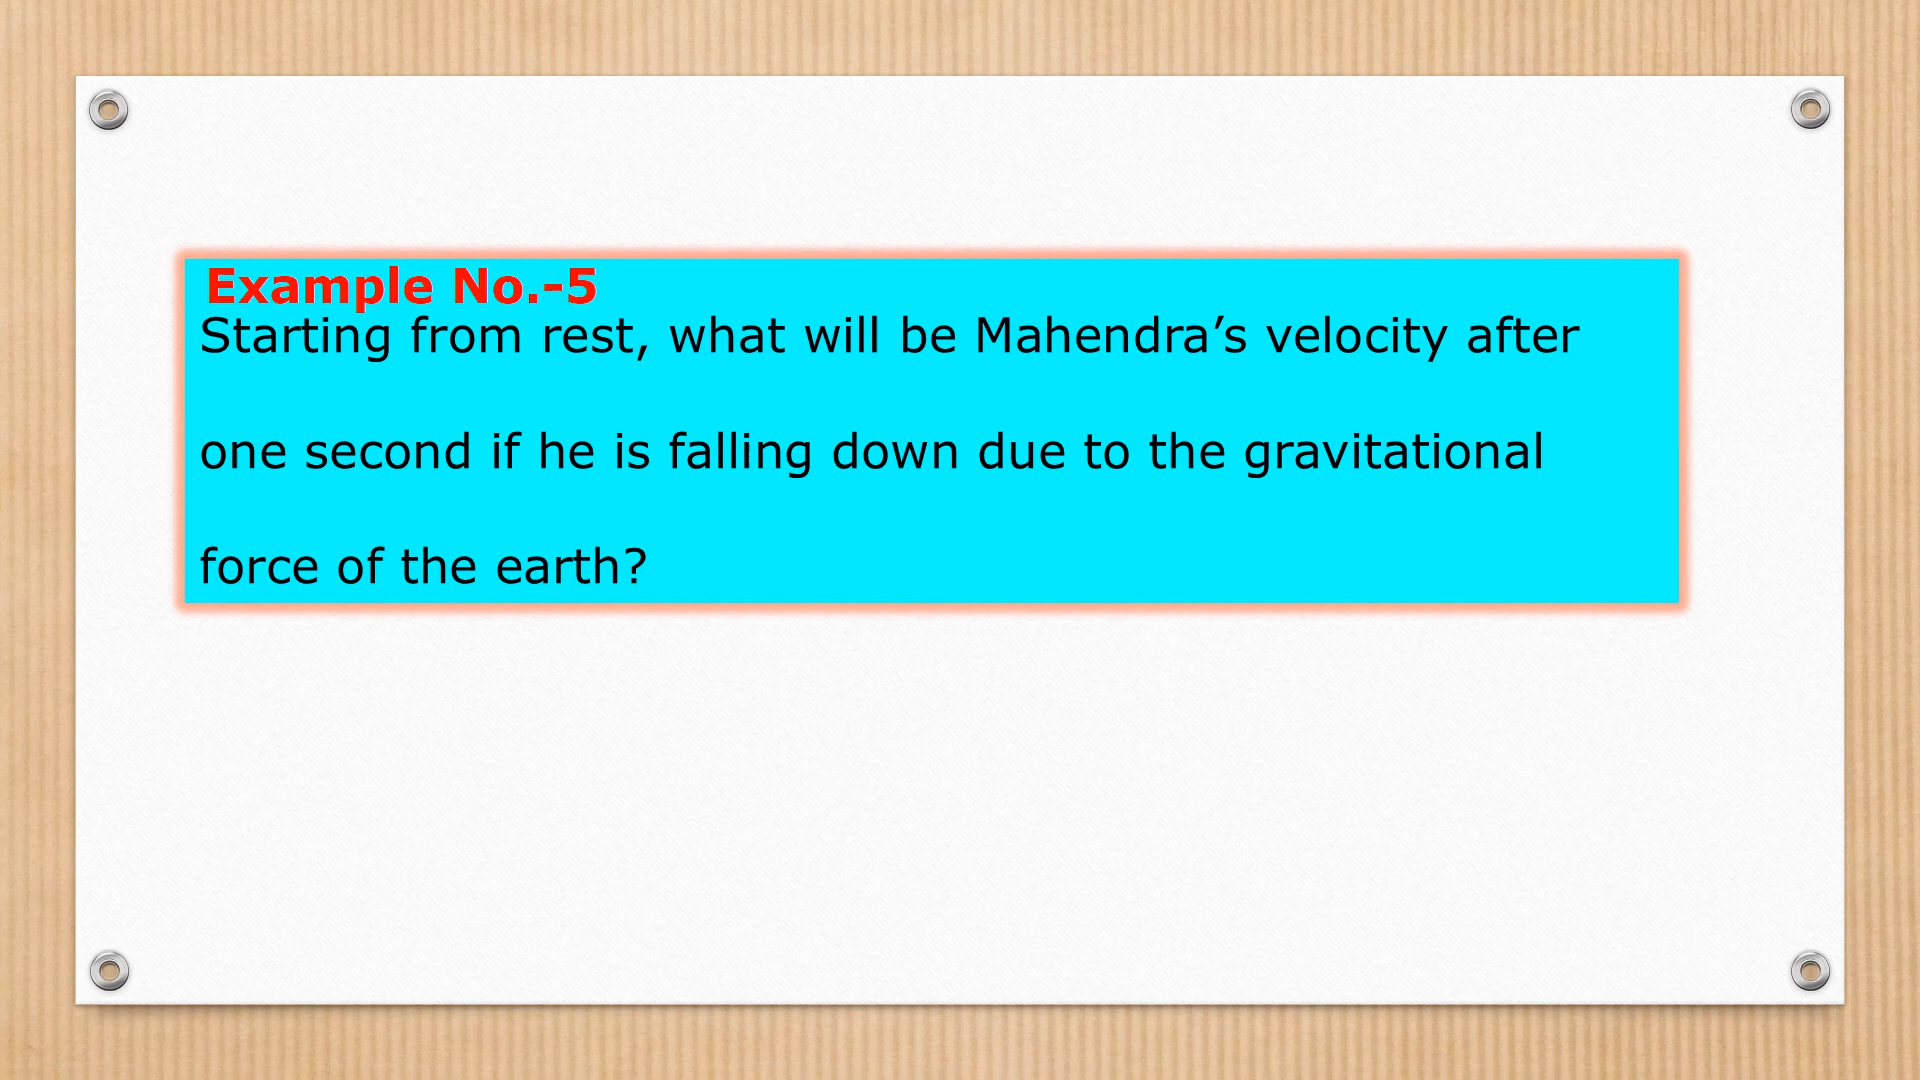 Example No.-5
Starting from rest, what will be Mahendra’s velocity after
one second if he is falling down due to the gravitational
force of the earth?